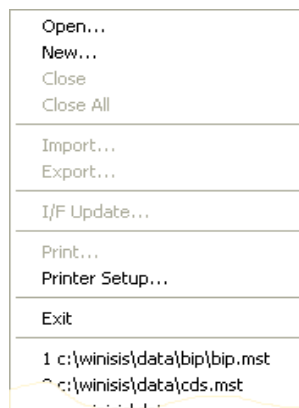 Open...
New...
Close
Close All
Import...
Export...
I/F Update...
Print...
Printer Setup...
Exit
1 c:\winisis\data\bip\bip.mst
c:\winisis\data\cds.mst